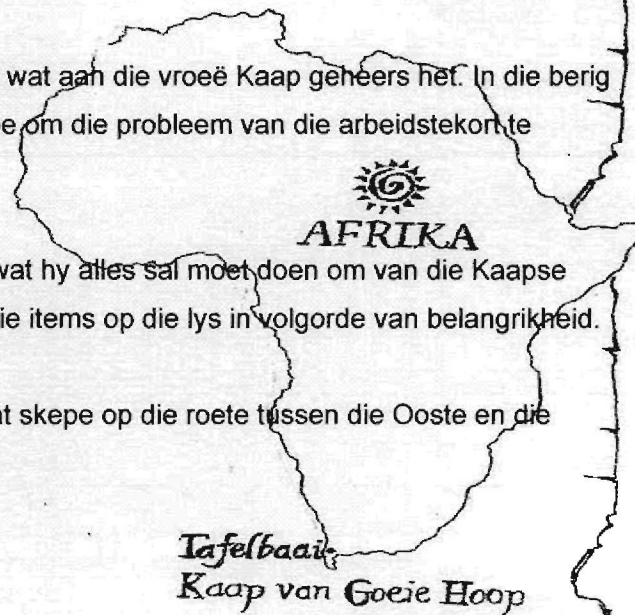 wat aan die vroeë Kaap geheers het. In die berig
om die probleem van die arbeidstekort te
AFRIKA
wat hy alles sal moet doen om van die Kaapse
ie items op die lys in volgorde van belangrikheid.
at skepe op die roete tussen die Ooste en die
Tafelbaai
Kaap van Goeie Hoop